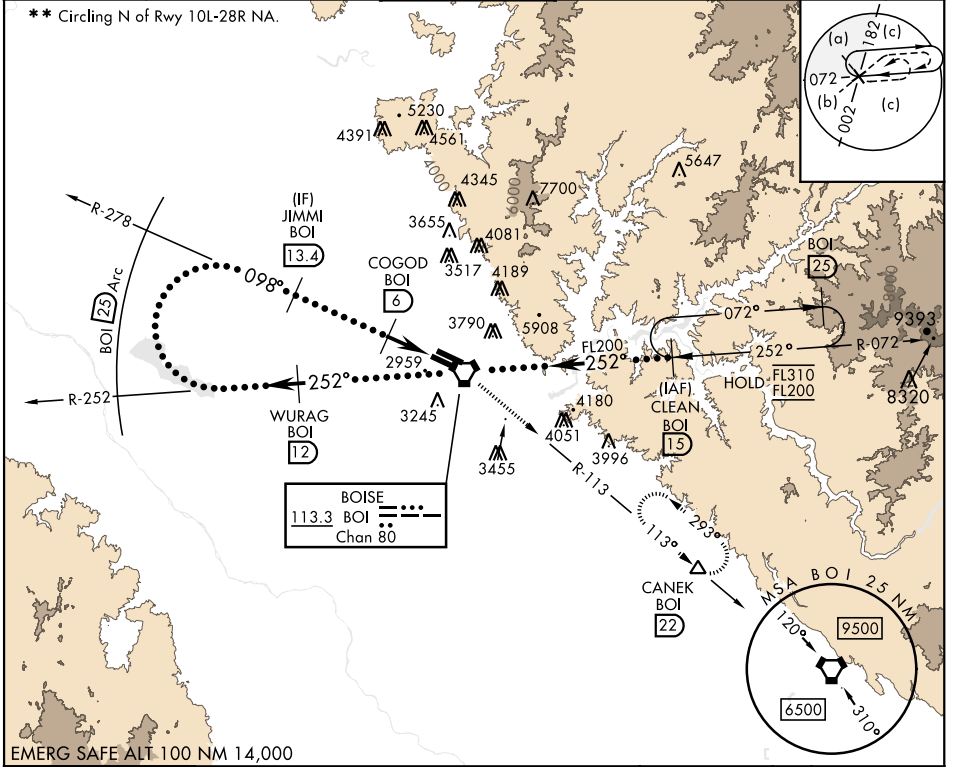 ** Circling N of Rwy 10L-28R NA.
(a)
182
(c)
072
(b)
002
(c)
5230
4391
4561
4000
4345
6000
7700
5647
3655
4081
3517
4189
3790
5908
R-278
(IF)
JIMMI
BOI
13.4
098°
COGOD
BOI
6
BOI 25 Arc
2959
FL200
252°
072°
BOI
25
8000
9393
252°
R-072
HOLD FL310
FL200
8320
(IAF)
CLEAN
BOI
15
252°
R-252
WURAG
BOI
12
3245
4180
4051
3996
3455
R-113
BOISE
113.3 BOI
Chan 80
293°
113°
CANEK
BOI
22
MSA BOI 25 NM
120°
9500
6500
310°
EMERG SAFE ALT 100 NM 14,000